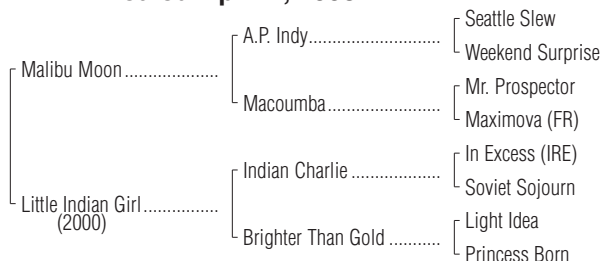 Seattle Slew
A.P. Indy
Weekend Surprise
Malibu Moon
Mr. Prospector
Macoumba
Maximova (FR)
In Excess (IRE)
Indian Charlie
Soviet Sojourn
Little Indian Girl
(2000)
Light Idea
Brighter Than Gold
Princess Born